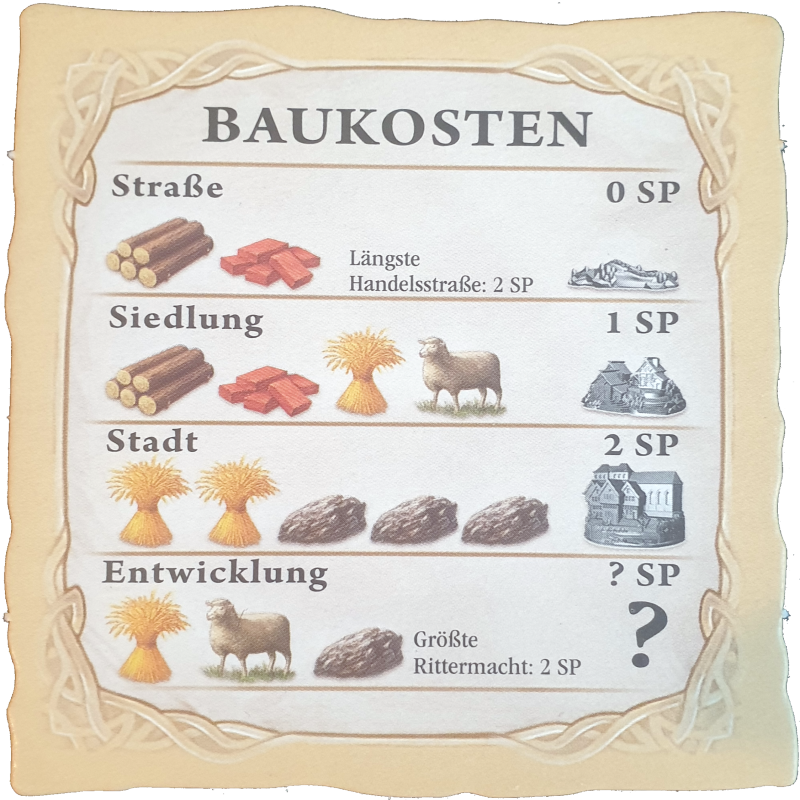 BAUKOSTEN
Straße 0 SP
Längste
Handelsstraße: 2 SP
Siedlung 1 SP
Stadt 2 SP
Entwicklung ? SP
?
Größte
Rittermacht: 2 SP